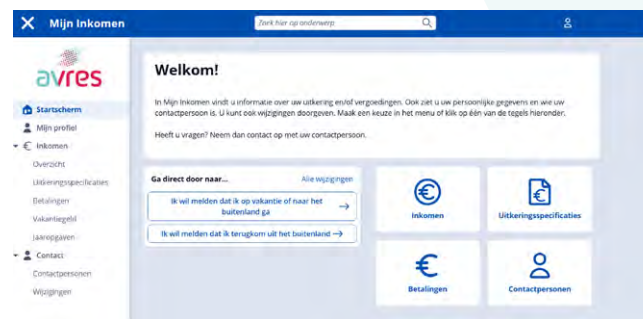 Mijn Inkomen
Zoek hier op onderwerp
avres
Startscherm
Mijn profiel
Inkomen
Overzicht
Uitkeringsspecificaties
Betalingen
Vakantiegeld
Jaaropgaven
Contact
Contactpersonen
Wijzigingen
Welkom!
In Mijn Inkomen vindt u informatie over uw uitkering en/of vergoedingen. Ook ziet u uw persoonlijke gegevens en wie uw
contactpersoon is. U kunt ook wijzigingen doorgeven. Maak een keuze in het menu of klik op één van de tegels hieronder.
Heeft u vragen? Neem dan contact op met uw contactpersoon.
Ga direct door naar...
Alle wijzigingen
Ik wil melden dat ik op vakantie of naar het
buitenland ga
Ik wil melden dat ik terugkom uit het buitenland
Inkomen
Uitkeringsspecificaties
Betalingen
Contactpersonen